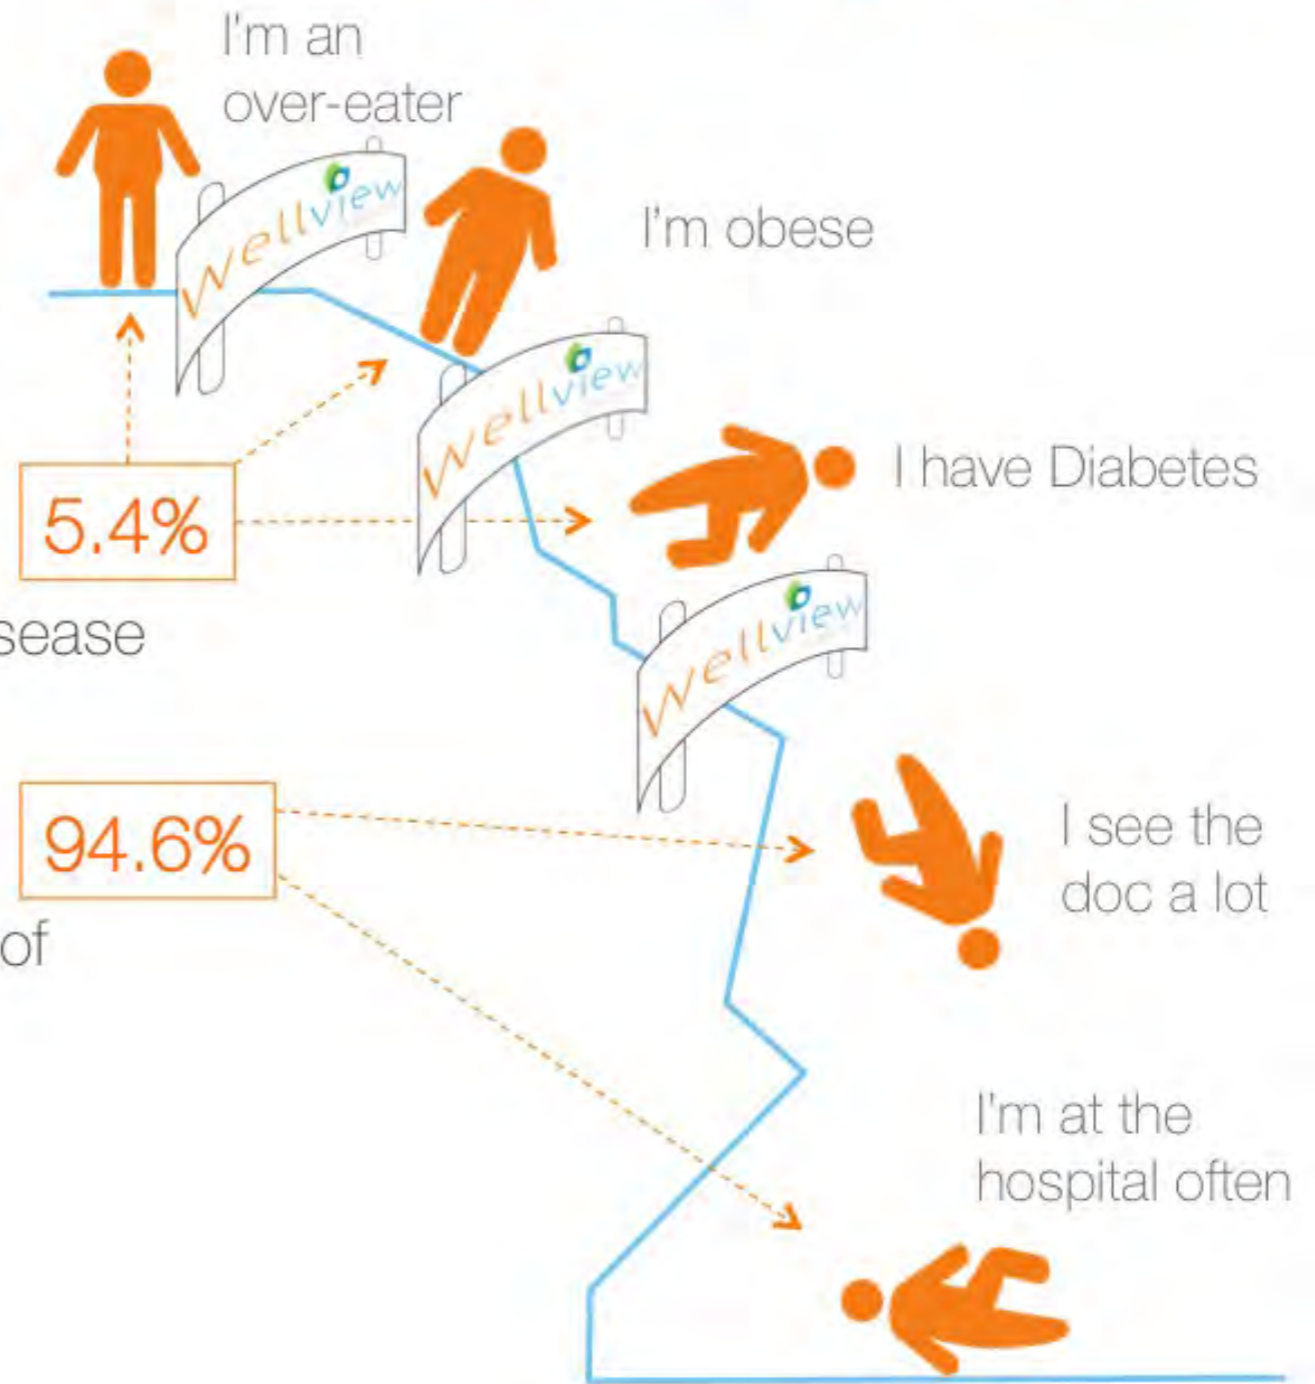 I'm an
over-eater
wellview
I'm obese
wellview
I have Diabetes
5.4%
sease
wellview
94.6%
I see the
doc a lot
of
I'm at the
hospital often